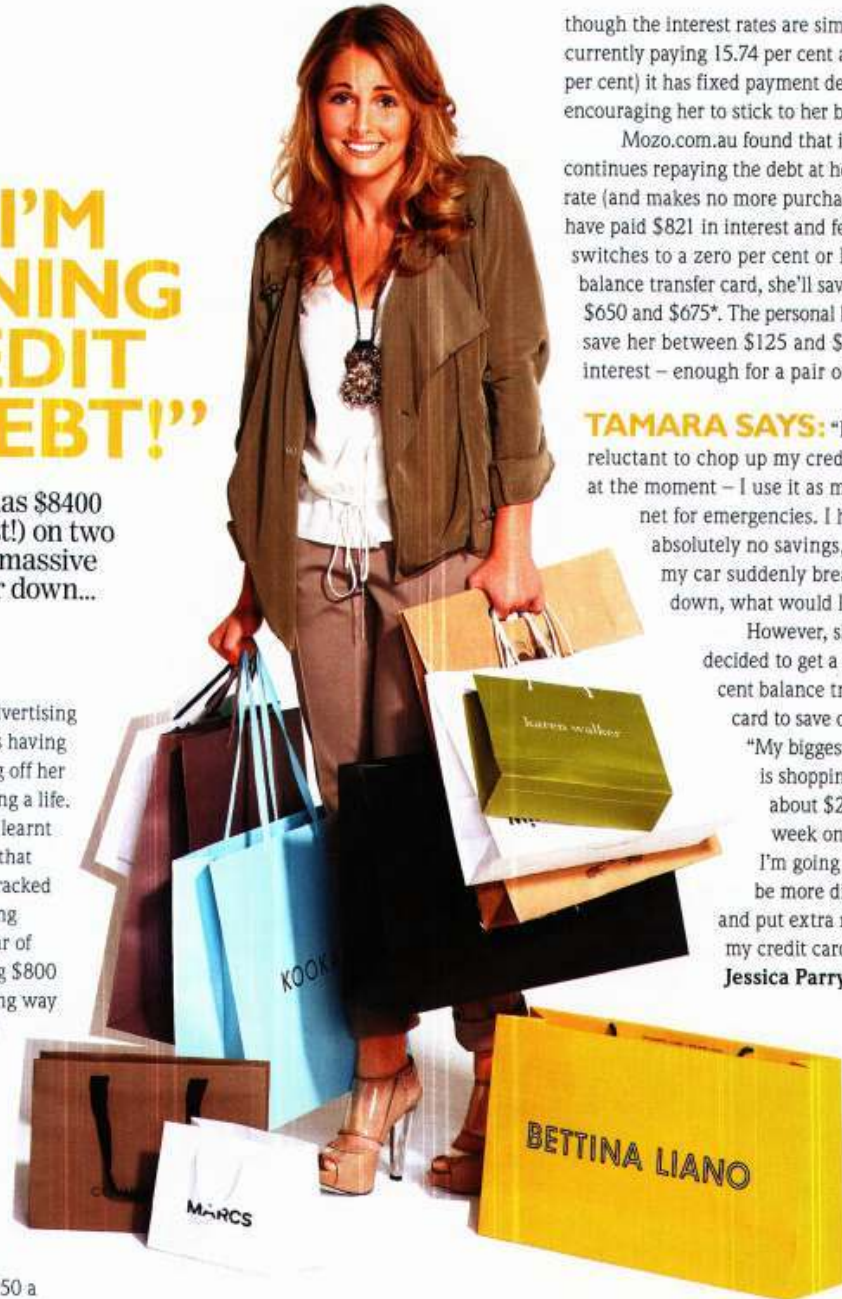 I'M
NING
EDIT
EBT!”
as $8400
t!) on two
massive
r down...
vertising
s having
g off her
ng a life.
learnt
that
racked
ng
ar of
g $800
ng way
50 a
though the interest rates are sim
currently paying 15.74 per cent a
per cent) it has fixed payment de
encouraging her to stick to her b
Mozo.com.au found that i
continues repaying the debt at he
rate (and makes no more purcha
have paid $821 in interest and fe
switches to a zero per cent or l
balance transfer card, she'll sav
$650 and $675*. The personal l
save her between $125 and $
interest – enough for a pair o
TAMARA SAYS: “I
reluctant to chop up my cred
at the moment – I use it as m
net for emergencies. I h
absolutely no savings,
my car suddenly brea
down, what would I
However, s
decided to get a
cent balance tr
card to save o
“My bigges
is shoppin
about $2
week on
I'm going
be more di
and put extra r
my credit card
Jessica Parry
karen walker
KOOK
MARCS
BETTINA LIANO